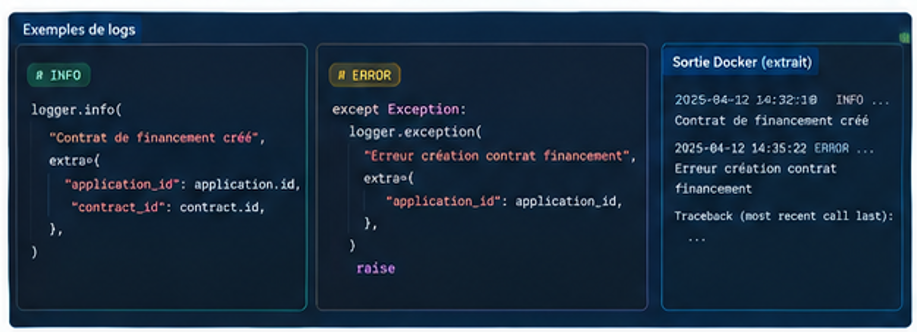 Exemples de logs
# INFO
logger.info(
"Contrat de financement créé",
extra={
"application_id": application.id,
"contract_id": contract.id,
},
)
# ERROR
except Exception:
logger.exception(
"Erreur création contrat financement",
extra={
"application_id": application_id,
},
)
raise
Sortie Docker (extrait)
2025-04-12 14:32:10 INFO ...
Contrat de financement créé
2025-04-12 14:35:22 ERROR ...
Erreur création contrat
financement
Traceback (most recent call last):
...